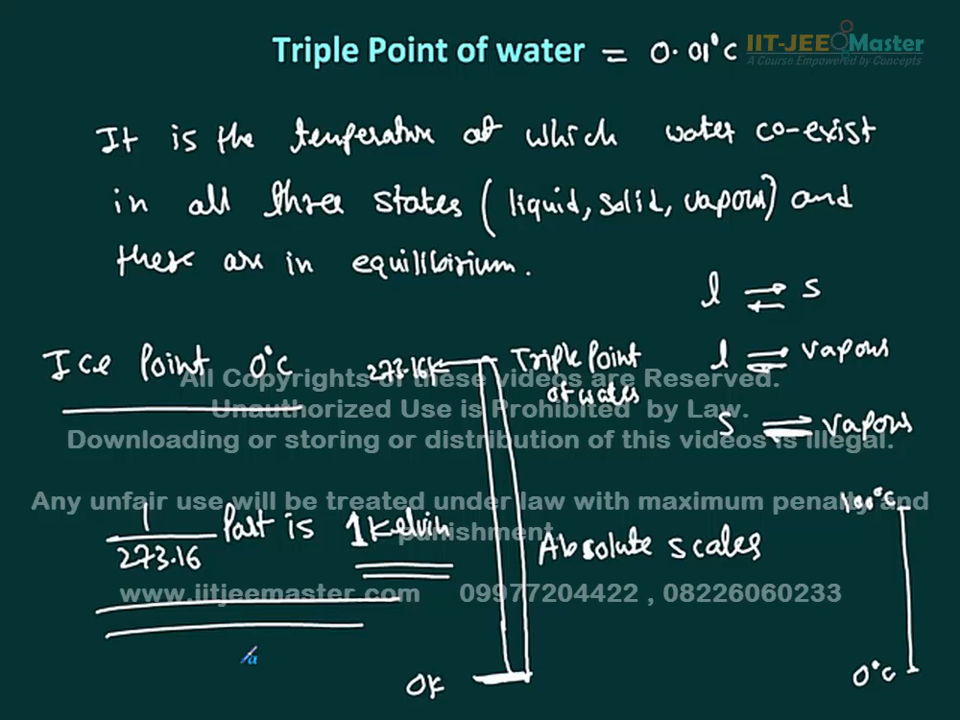 Triple Point of water = 0.01°C
IIT-JEE Master
A Course Empowered by Concepts
It is the temperature at which water co-exist
in all three states (liquid, solid, vapour) and
these are in equilibrium.
l ⇌ s
l ⇌ vapour
s ⇌ vapour
Ice Point 0°C
273.16K
Triple Point
of water
All Copyrights of these videos are Reserved.
Unauthorized Use is Prohibited by Law.
Downloading or storing or distribution of this videos is Illegal.
Any unfair use will be treated under law with maximum penalty and
punishment.
100°C
1/273.16 Part is 1 Kelvin
Absolute scales
www.iitjeemaster.com 09977204422 , 08226060233
0K
0°C